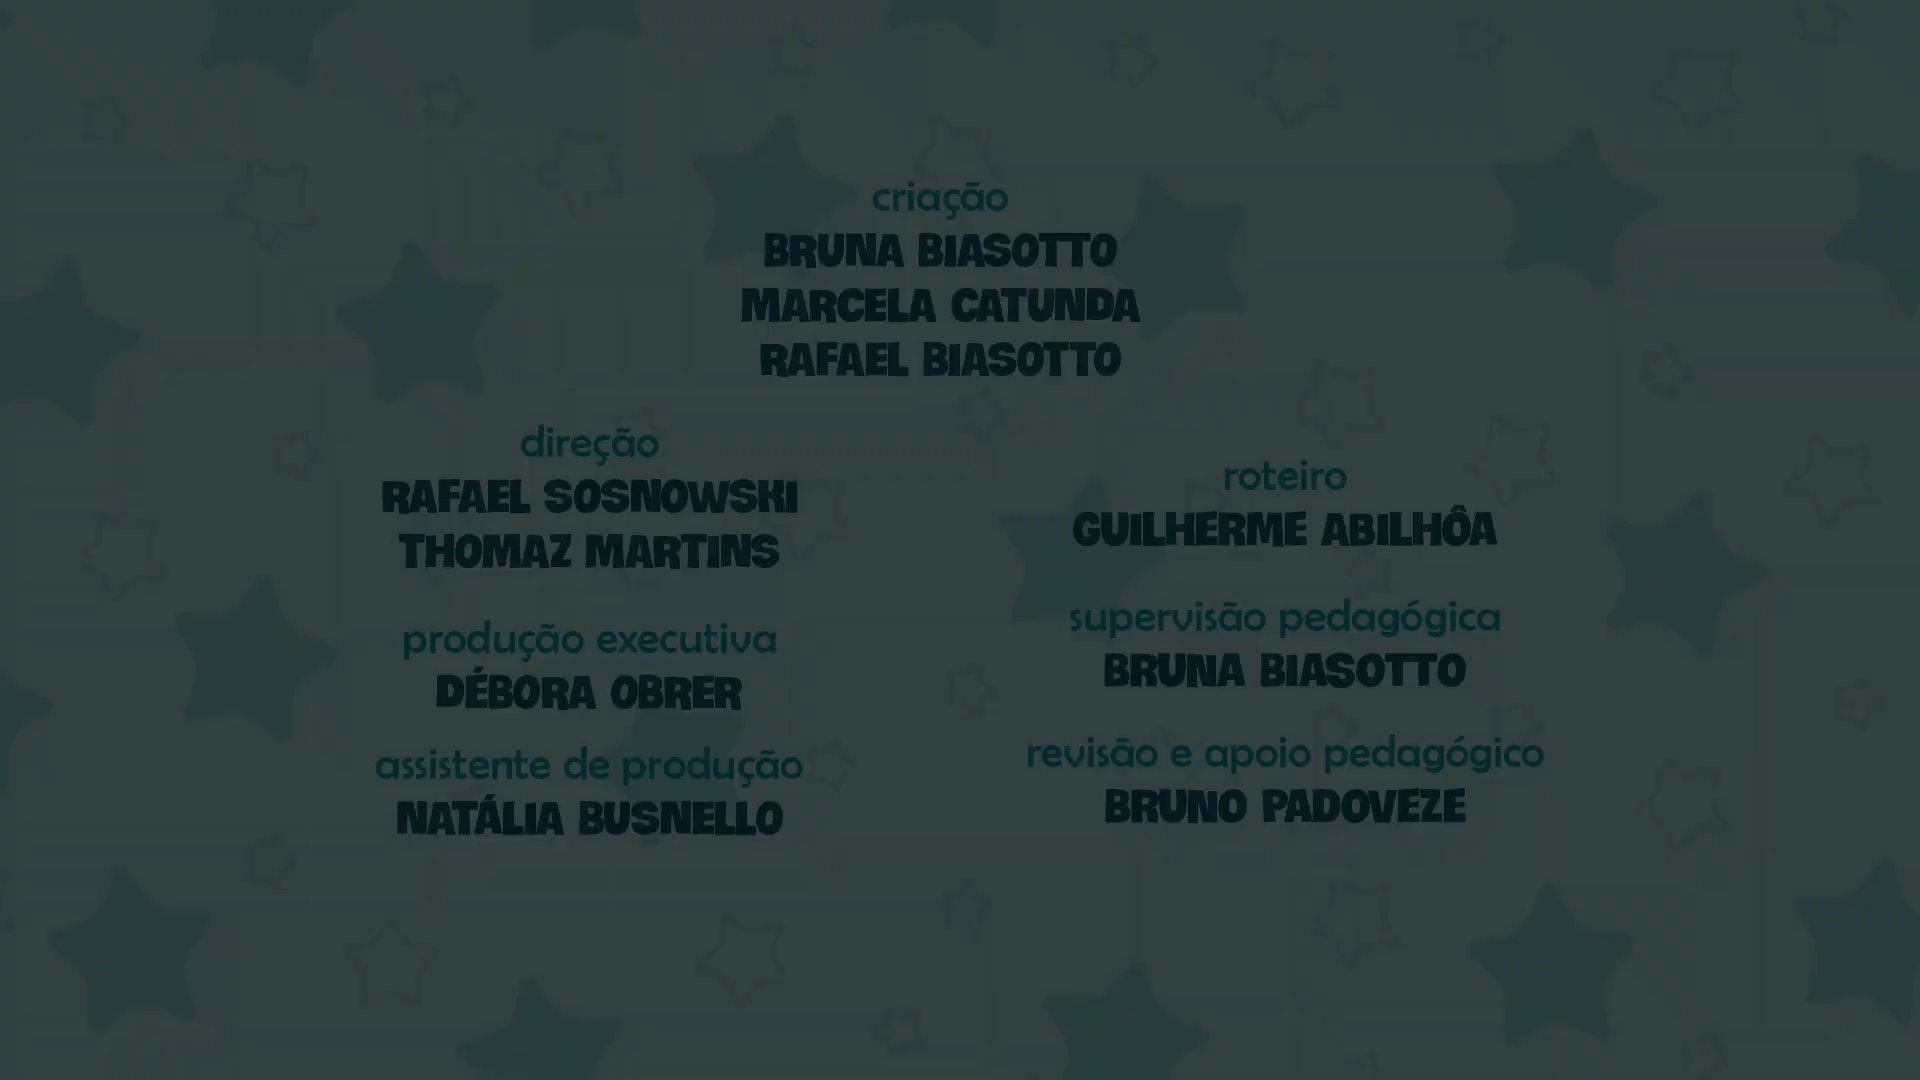 criação
BRUNA BIASOTTO
MARCELA CATUNDA
RAFAEL BIASOTTO
direção
RAFAEL SOSNOWSKI
THOMAZ MARTINS
produção executiva
DÉBORA OBRER
assistente de produção
NATÁLIA BUSNELLO
roteiro
GUILHERME ABILHÔA
supervisão pedagógica
BRUNA BIASOTTO
revisão e apoio pedagógico
BRUNO PADOVEZE